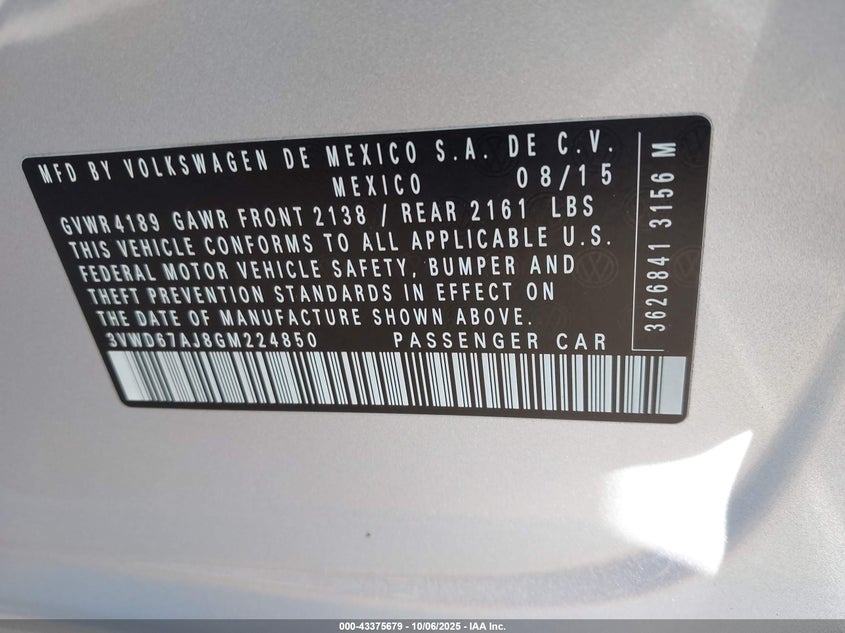 MFD BY VOLKSWAGEN DE MEXICO S.A. DE C.V.
MEXICO 08/15
GVWR 4189 GAWR FRONT 2138 / REAR 2161 LBS
THIS VEHICLE CONFORMS TO ALL APPLICABLE U.S.
FEDERAL MOTOR VEHICLE SAFETY, BUMPER AND
THEFT PREVENTION STANDARDS IN EFFECT ON
THE DATE OF MANUFACTURE SHOWN ABOVE.
3VWD67AJ8GM224850 PASSENGER CAR
3626841 3156 M
000-43375679 - 10/06/2025 - IAA Inc.